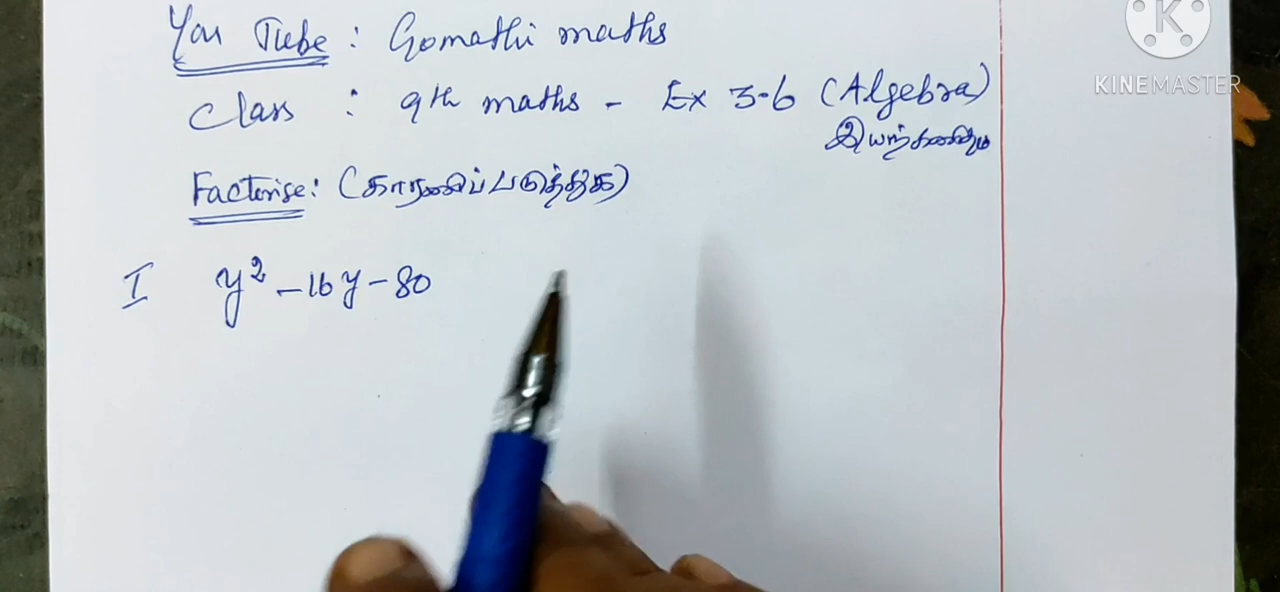 You Tube : Gomathi maths
K
KINEMASTER
Class : 9th maths - Ex 3.6 (Algebra)
இயற்கணிதம்
Factorise: (காரணிப்படுத்துக)
I y² - 16y - 80